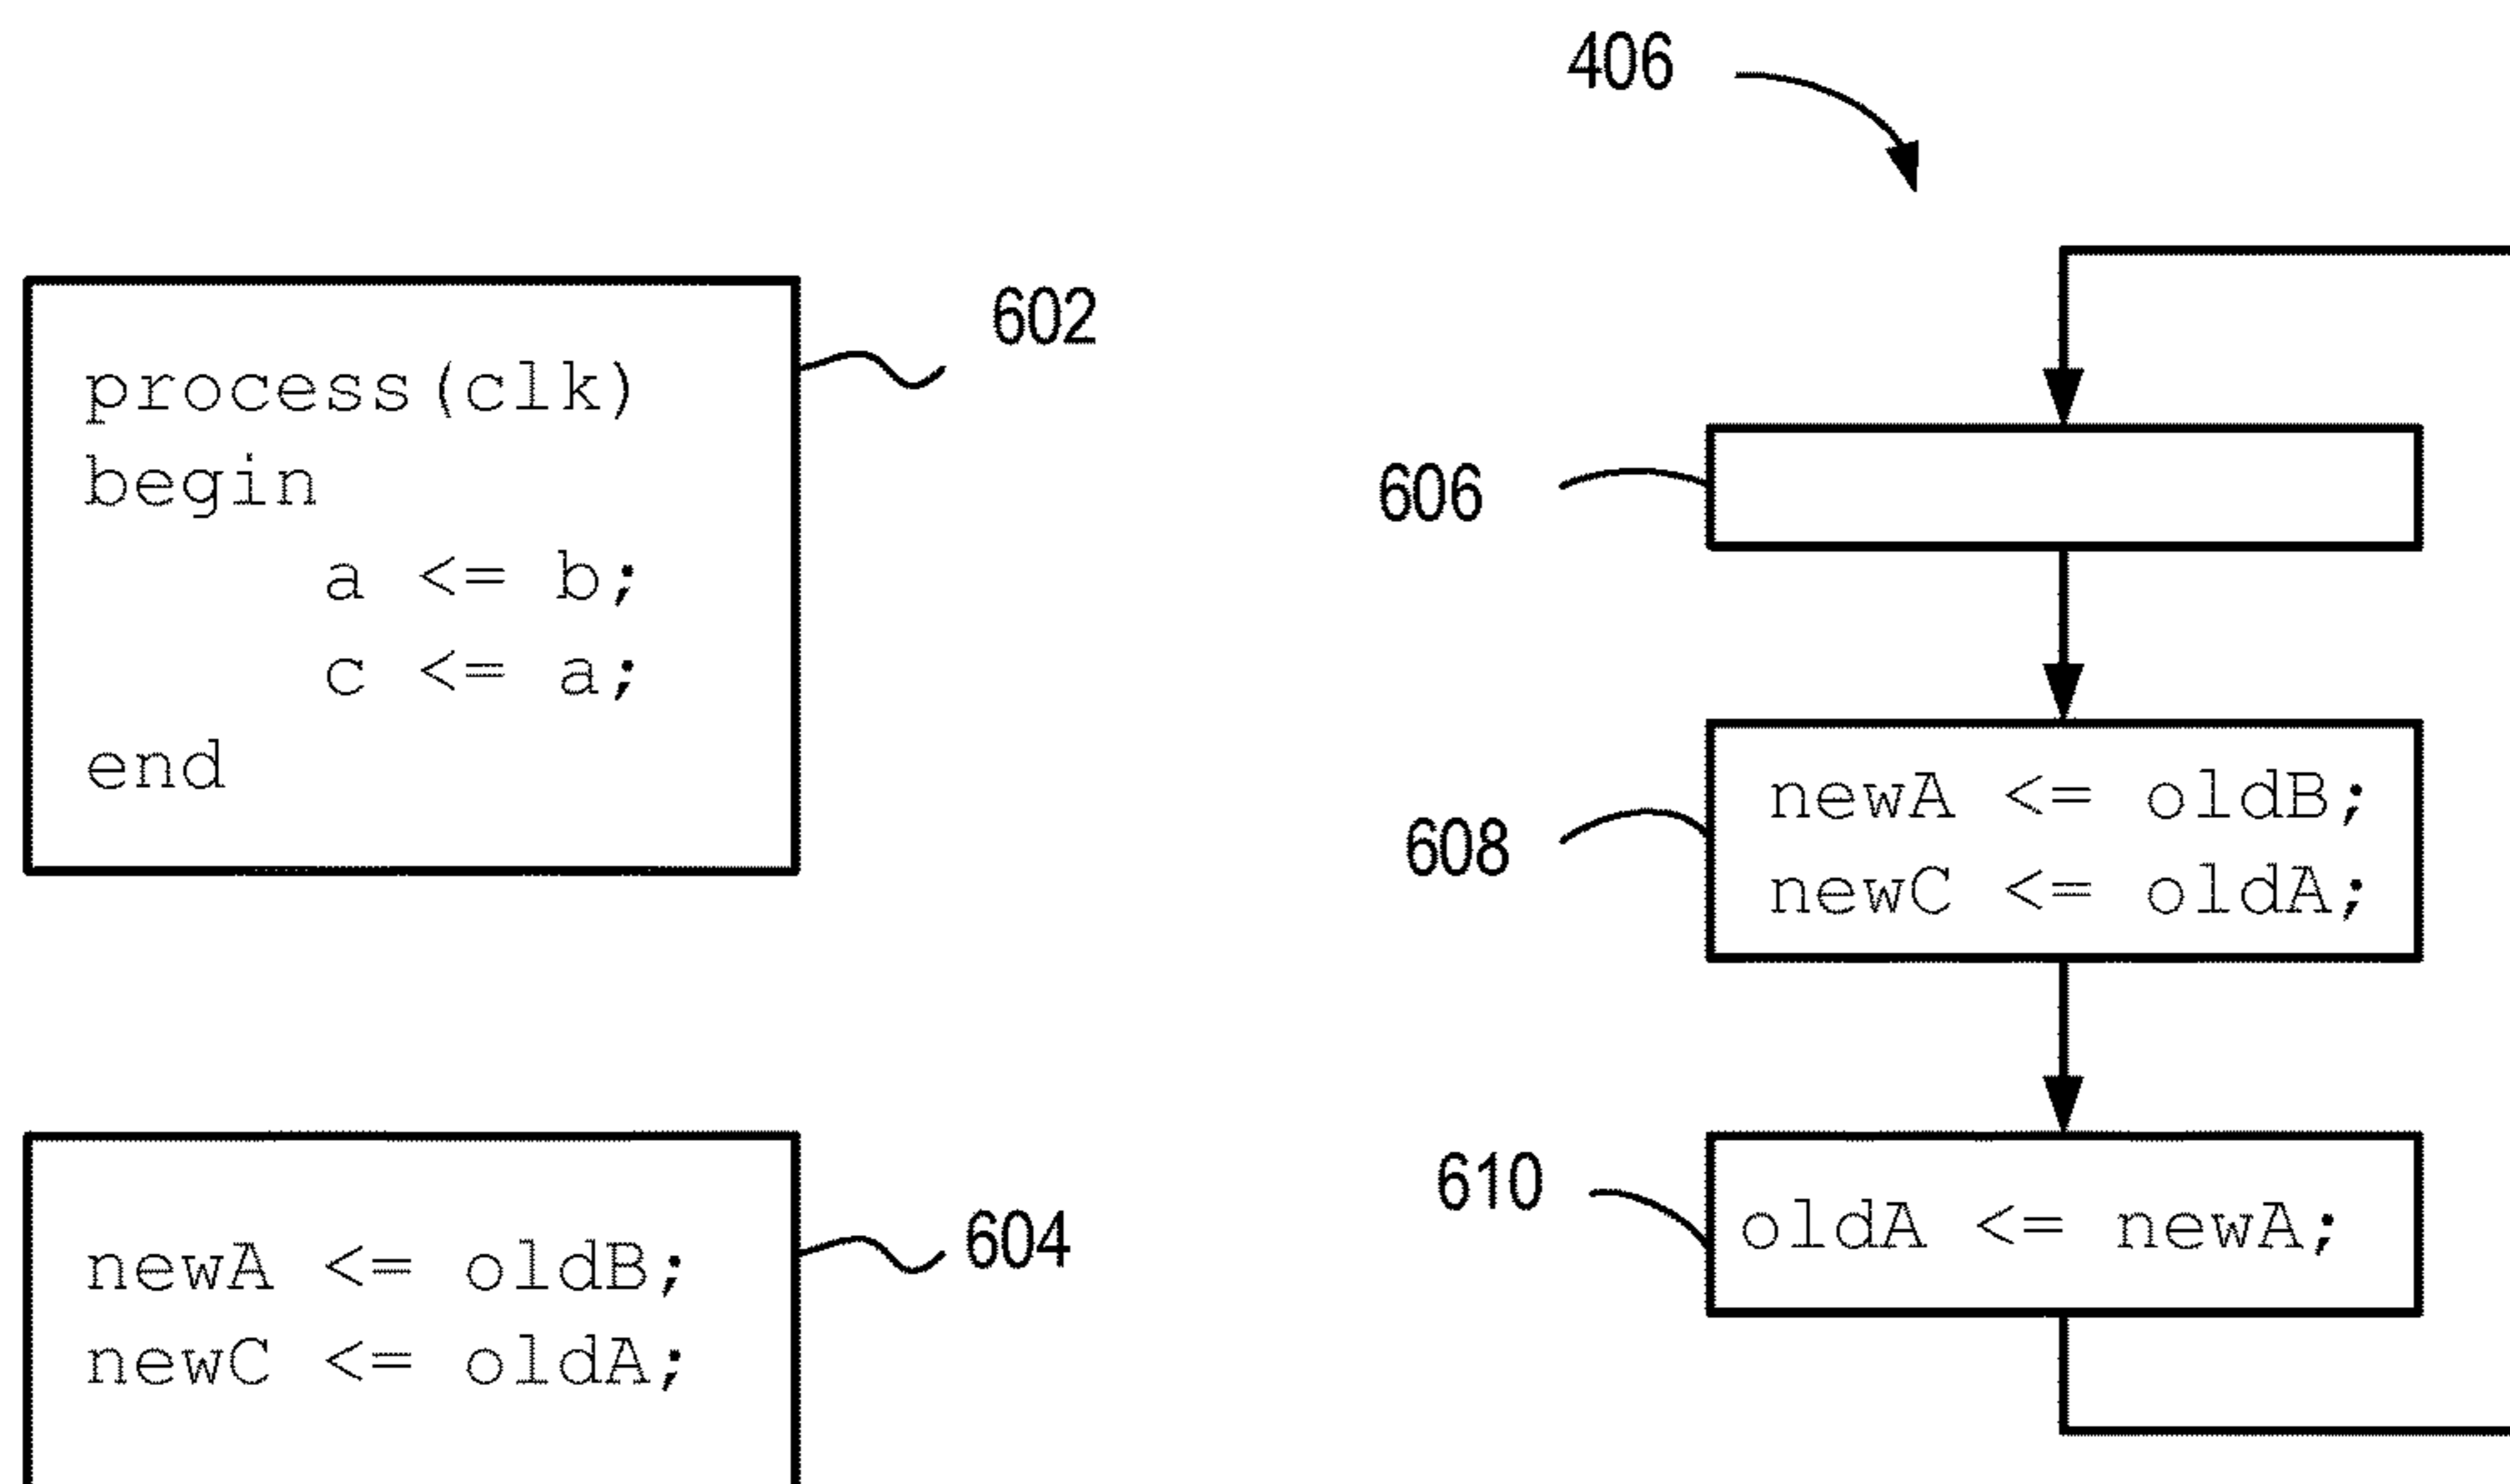 406
602
process(clk)
begin
a <= b;
c <= a;
end
604
newA <= oldB;
newC <= oldA;
606
608
newA <= oldB;
newC <= oldA;
610
oldA <= newA;